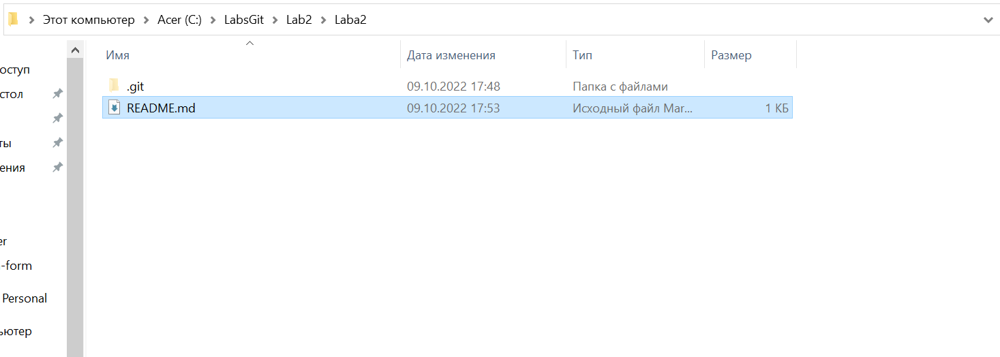 Этот компьютер Acer (C:) LabsGit Lab2 Laba2
Имя Дата изменения Тип Размер
.git 09.10.2022 17:48 Папка с файлами
README.md 09.10.2022 17:53 Исходный файл Mar... 1 КБ
оступ
стол
ты
ения
er
-form
Personal
ьютер